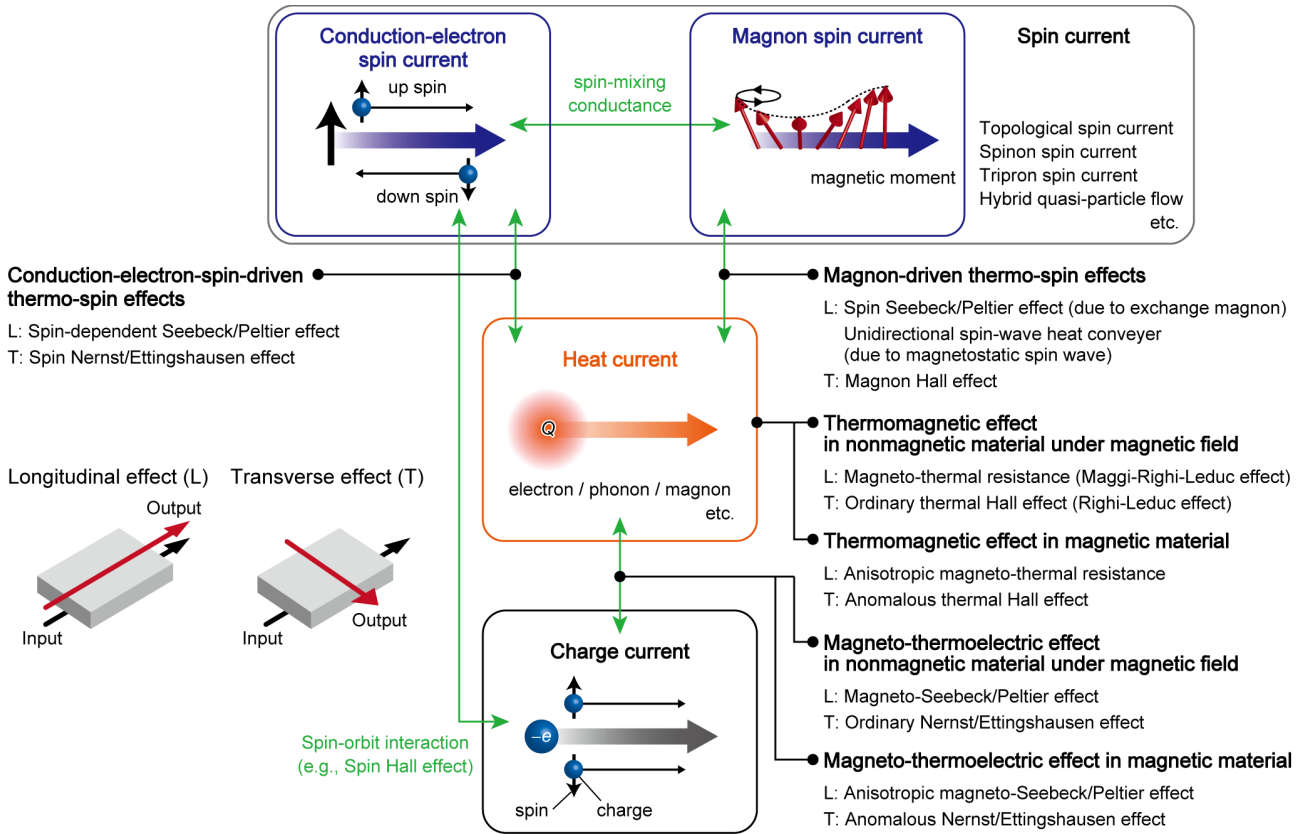 Conduction-electron
spin current
up spin
down spin
spin-mixing
conductance
Magnon spin current
magnetic moment
Spin current
Topological spin current
Spinon spin current
Tripron spin current
Hybrid quasi-particle flow
etc.
Conduction-electron-spin-driven
thermo-spin effects
L: Spin-dependent Seebeck/Peltier effect
T: Spin Nernst/Ettingshausen effect
Magnon-driven thermo-spin effects
L: Spin Seebeck/Peltier effect (due to exchange magnon)
Unidirectional spin-wave heat conveyer
(due to magnetostatic spin wave)
T: Magnon Hall effect
Heat current
Q
electron / phonon / magnon
etc.
Thermomagnetic effect
in nonmagnetic material under magnetic field
L: Magneto-thermal resistance (Maggi-Righi-Leduc effect)
T: Ordinary thermal Hall effect (Righi-Leduc effect)
Thermomagnetic effect in magnetic material
L: Anisotropic magneto-thermal resistance
T: Anomalous thermal Hall effect
Longitudinal effect (L)
Output
Input
Transverse effect (T)
Output
Input
Charge current
–e
spin
charge
Spin-orbit interaction
(e.g., Spin Hall effect)
Magneto-thermoelectric effect
in nonmagnetic material under magnetic field
L: Magneto-Seebeck/Peltier effect
T: Ordinary Nernst/Ettingshausen effect
Magneto-thermoelectric effect in magnetic material
L: Anisotropic magneto-Seebeck/Peltier effect
T: Anomalous Nernst/Ettingshausen effect